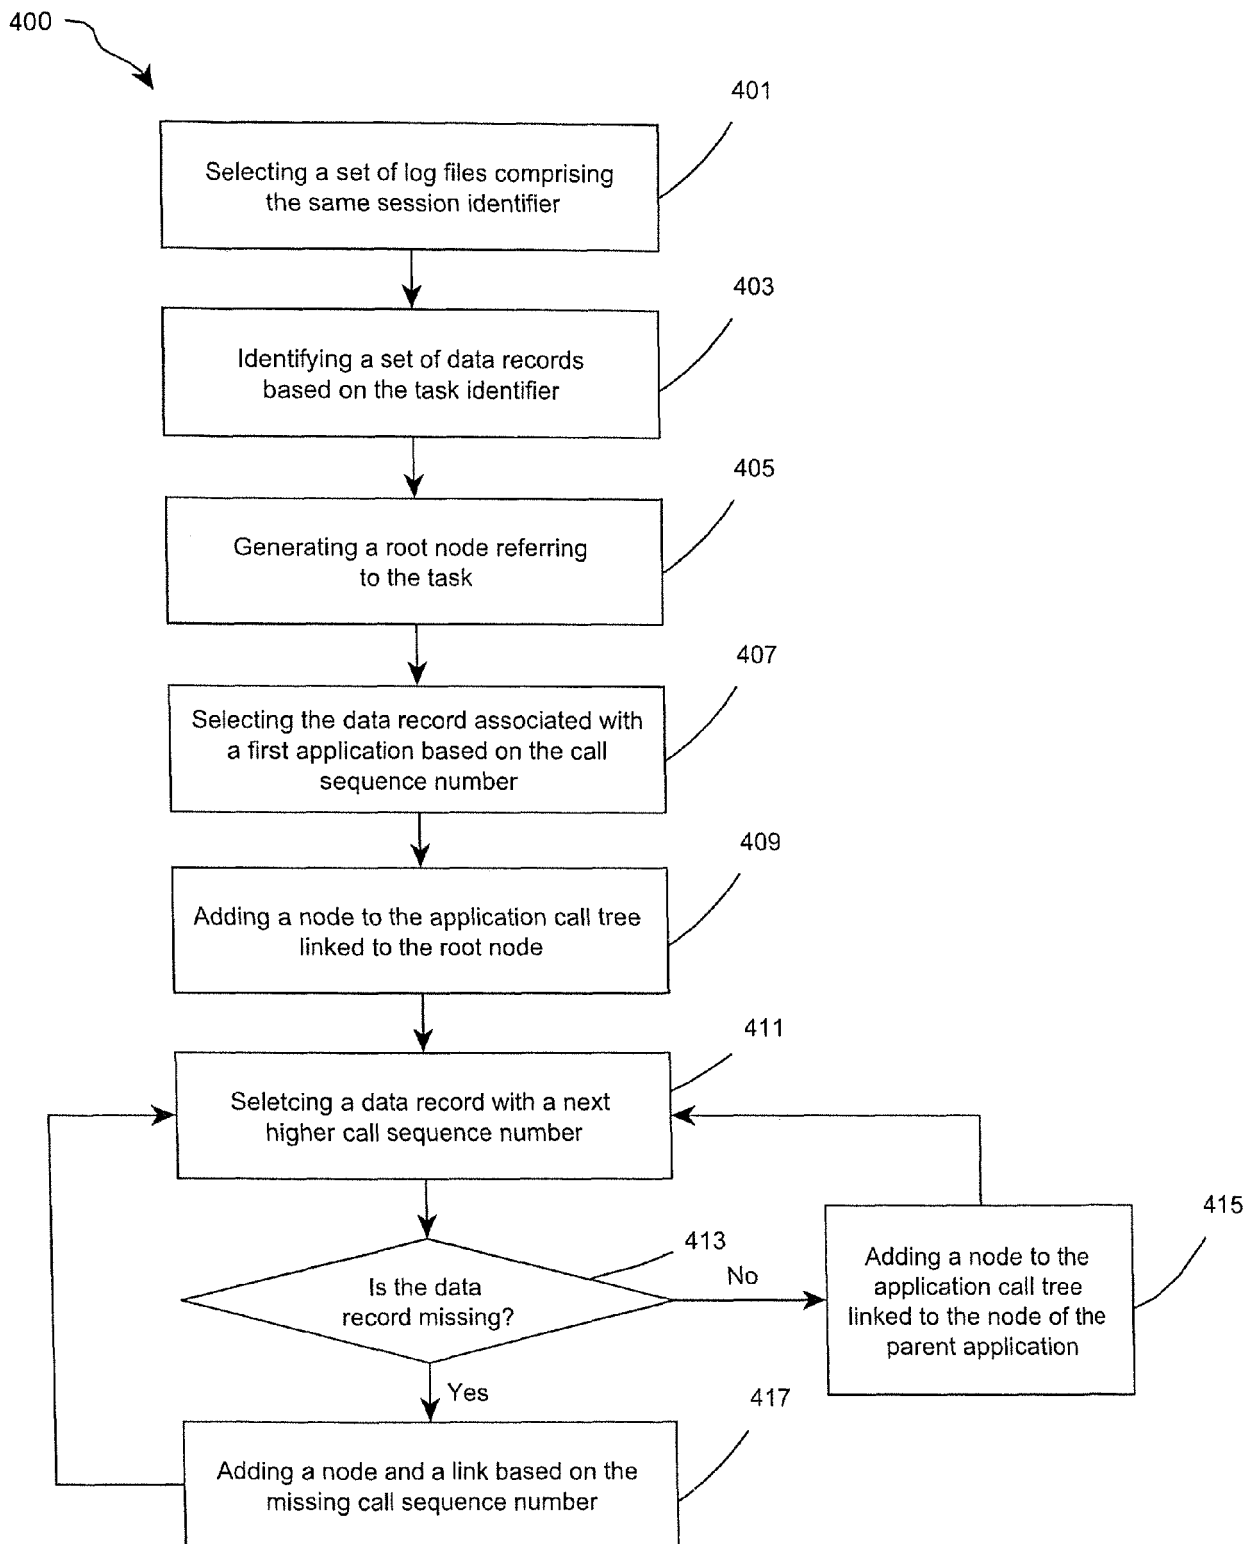 400
401
Selecting a set of log files comprising
the same session identifier
403
Identifying a set of data records
based on the task identifier
405
Generating a root node referring
to the task
407
Selecting the data record associated with
a first application based on the call
sequence number
409
Adding a node to the application call tree
linked to the root node
411
Seletcing a data record with a next
higher call sequence number
413
Is the data
record missing?
No
415
Adding a node to the
application call tree
linked to the node of the
parent application
Yes
417
Adding a node and a link based on the
missing call sequence number